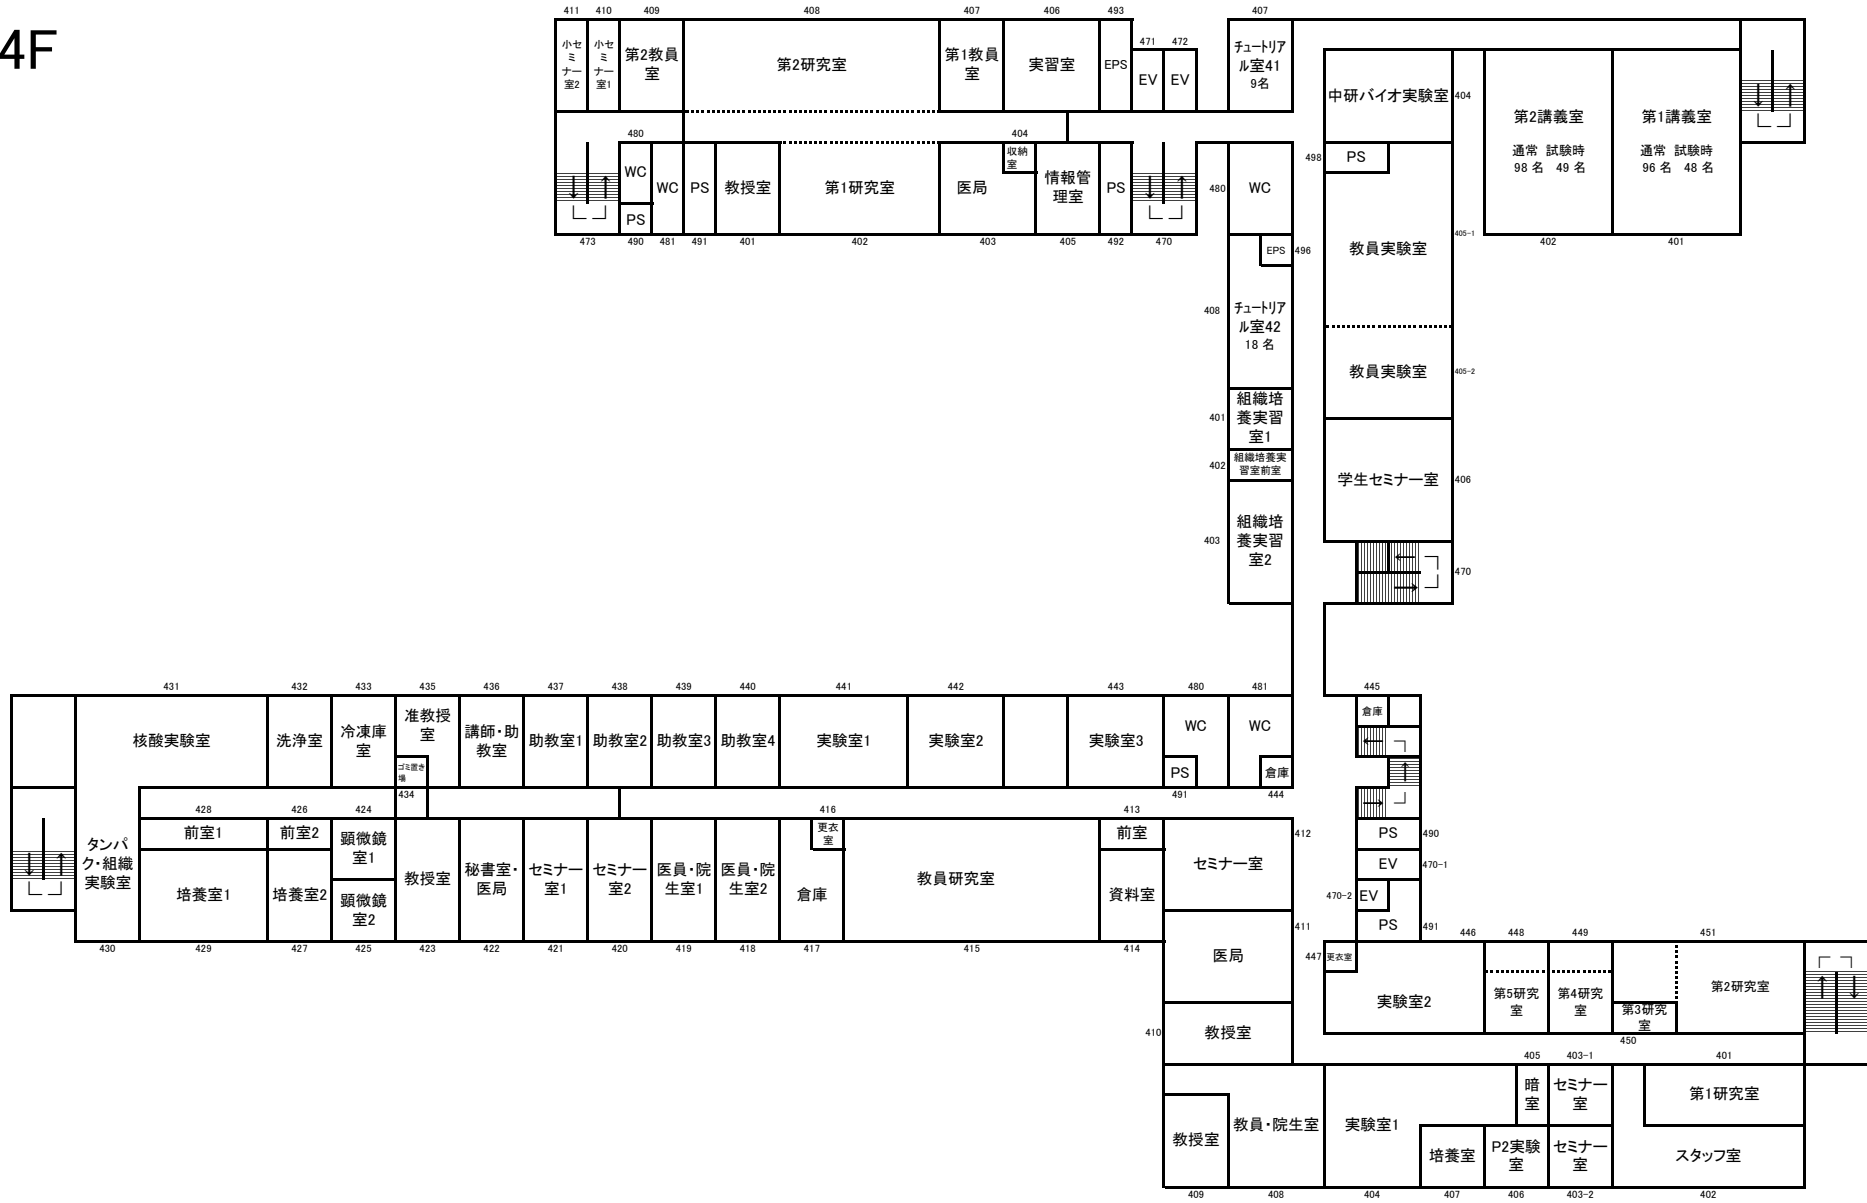 4F
411 410 409 408 407 406 493 407
471 472
小セ
ミ
ナー
室2
小セ
ミ
ナー
室1
第2教員
室
第2研究室
第1教員
室
実習室
EPS
EV
EV
チュートリア
ル室41
9名
中研バイオ実験室
404
第2講義室
通常 試験時
98 名 49 名
第1講義室
通常 試験時
96 名 48 名
480
404
WC
PS
WC
PS
教授室
第1研究室
医局
収納
室
情報管
理室
PS
480
WC
498
PS
473 490 481 491 401 402 403 405 492 470
402
401
教員実験室
405-1
EPS
496
408
チュートリア
ル室42
18 名
教員実験室
405-2
401
組織培
養実習
室1
402
組織培養実
習室前室
403
組織培
養実習
室2
学生セミナー室
406
470
431 432 433 435 436 437 438 439 440 441 442 443 480 481 445
核酸実験室
洗浄室
冷凍庫
室
准教授
室
ゴミ置き
場
講師・助
教室
助教室1
助教室2
助教室3
助教室4
実験室1
実験室2
実験室3
WC
PS
WC
倉庫
倉庫
434
491
444
428 426 424 416 413
タンパ
ク・組織
実験室
前室1
培養室1
前室2
培養室2
顕微鏡
室1
顕微鏡
室2
教授室
秘書室・
医局
セミナー
室1
セミナー
室2
医員・院
生室1
医員・院
生室2
倉庫
更衣
室
教員研究室
前室
資料室
セミナー室
412
PS
490
EV
470-1
470-2
EV
PS
491
430 429 427 425 423 422 421 420 419 418 417 415 414
医局
411
410
教授室
446 448 449 451
447
更衣室
実験室2
第5研究
室
第4研究
室
第3研究
室
第2研究室
450
405 403-1 401
教授室
教員・院生室
実験室1
暗
室
セミナー
室
第1研究室
培養室
P2実験
室
セミナー
室
スタッフ室
409 408 404 407 406 403-2 402